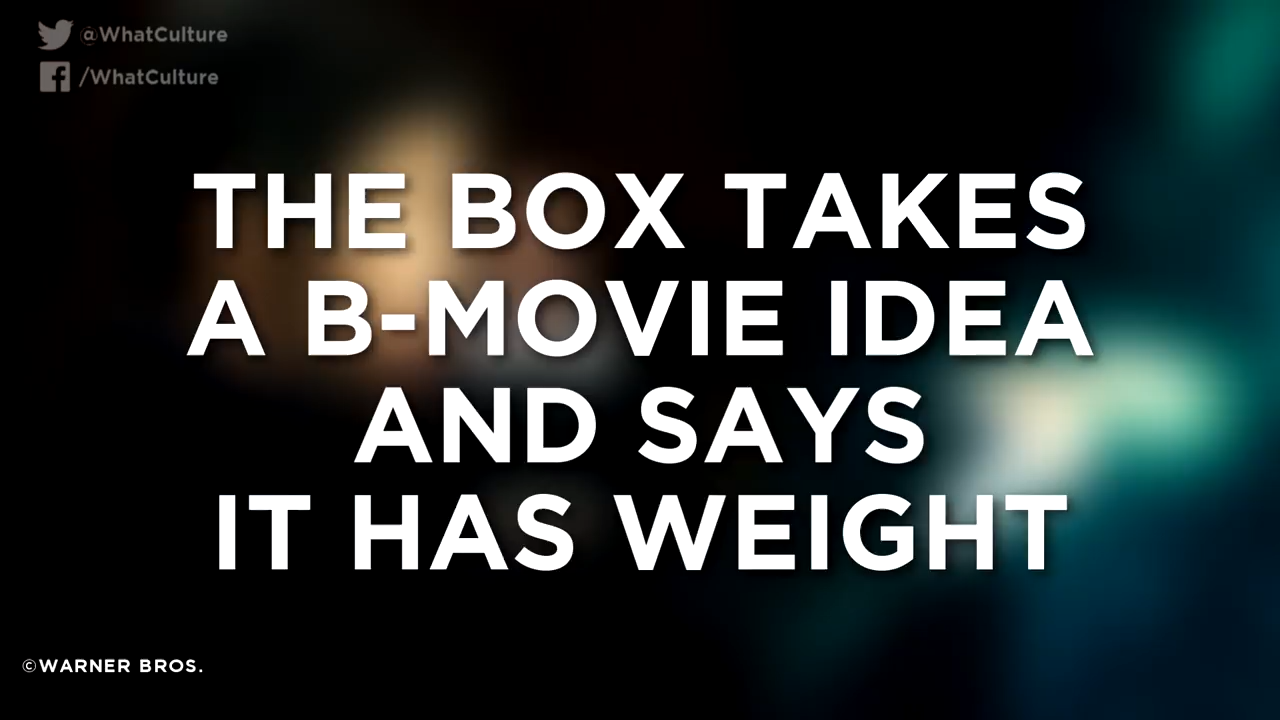 @WhatCulture
/WhatCulture
THE BOX TAKES
A B-MOVIE IDEA
AND SAYS
IT HAS WEIGHT
©WARNER BROS.